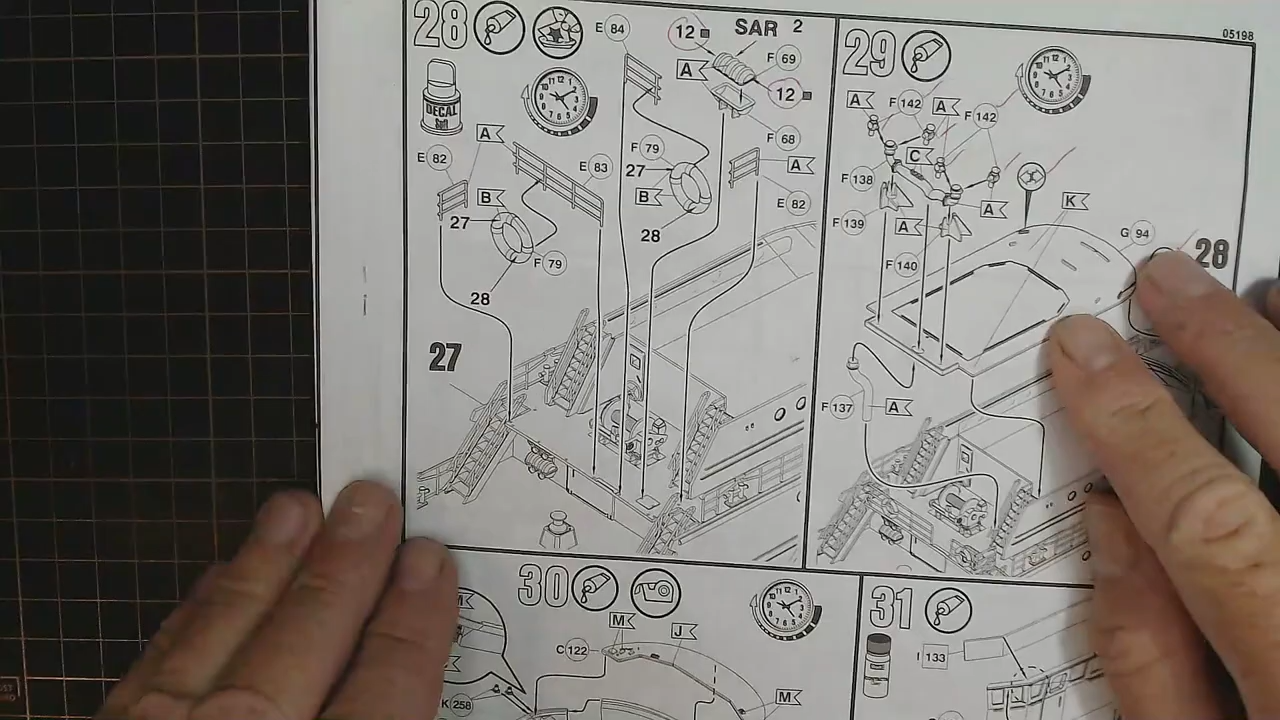 05198
28
E 84
12
SAR 2
F 69
A
12
DECAL
Soft
F 68
A
E 82
F 79
E 83
27
A
B
B
27
E 82
28
F 79
28
27
29
A
F 142
A
F 142
C
F 138
A
K
F 139
A
G 94
28
F 140
F 137
A
30
M
M
J
C 122
M
K 258
31
133